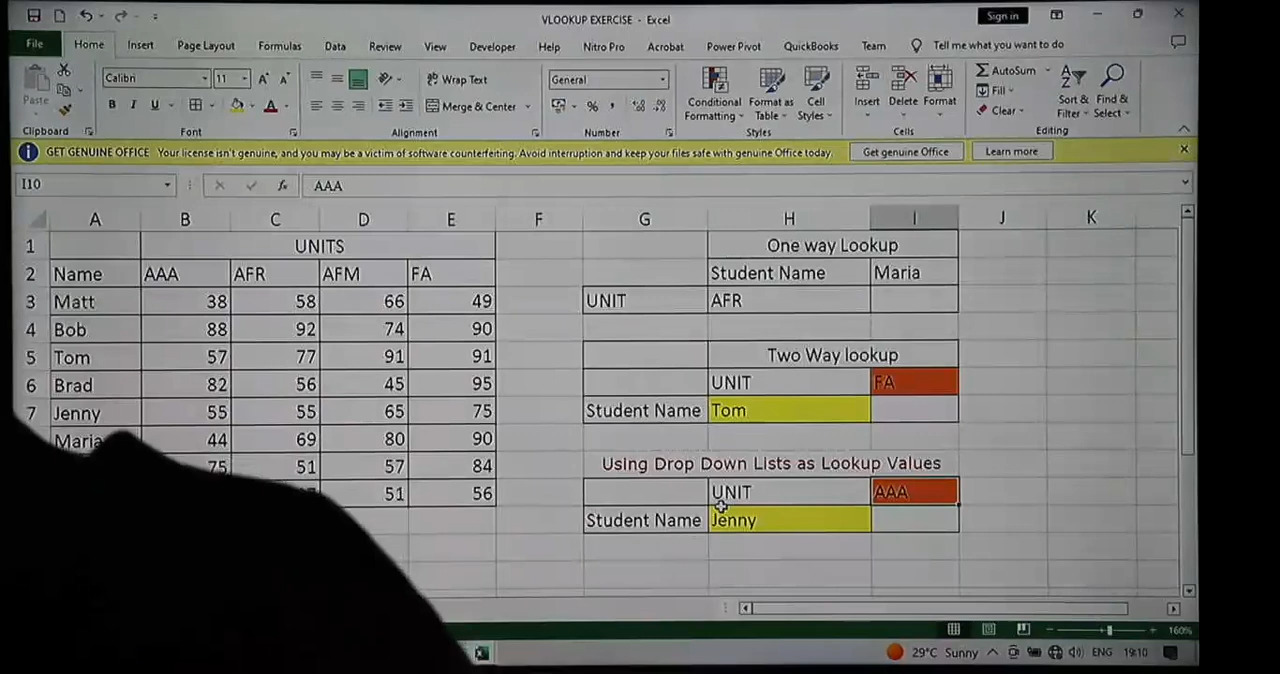 VLOOKUP EXERCISE - Excel
Sign in
File Home Insert Page Layout Formulas Data Review View Developer Help Nitro Pro Acrobat Power Pivot QuickBooks Team Tell me what you want to do
Paste
Calibri 11
Wrap Text
General
Conditional Formatting
Format as Table
Cell Styles
Insert Delete Format
AutoSum
Fill
Clear
Sort & Filter
Find & Select
B I U A
Merge & Center
%
Clipboard Font Alignment Number Styles Cells Editing
GET GENUINE OFFICE Your license isn't genuine, and you may be a victim of software counterfeiting. Avoid interruption and keep your files safe with genuine Office today. Get genuine Office Learn more
I10 fx AAA
A B C D E F G H I J K
1 UNITS One way Lookup
2 Name AAA AFR AFM FA Student Name Maria
3 Matt 38 58 66 49 UNIT AFR
4 Bob 88 92 74 90
5 Tom 57 77 91 91 Two Way lookup
6 Brad 82 56 45 95 UNIT FA
7 Jenny 55 55 65 75 Student Name Tom
Maria 44 69 80 90
75 51 57 84 Using Drop Down Lists as Lookup Values
51 56 UNIT AAA
Student Name Jenny
160%
29°C Sunny ENG 19:10